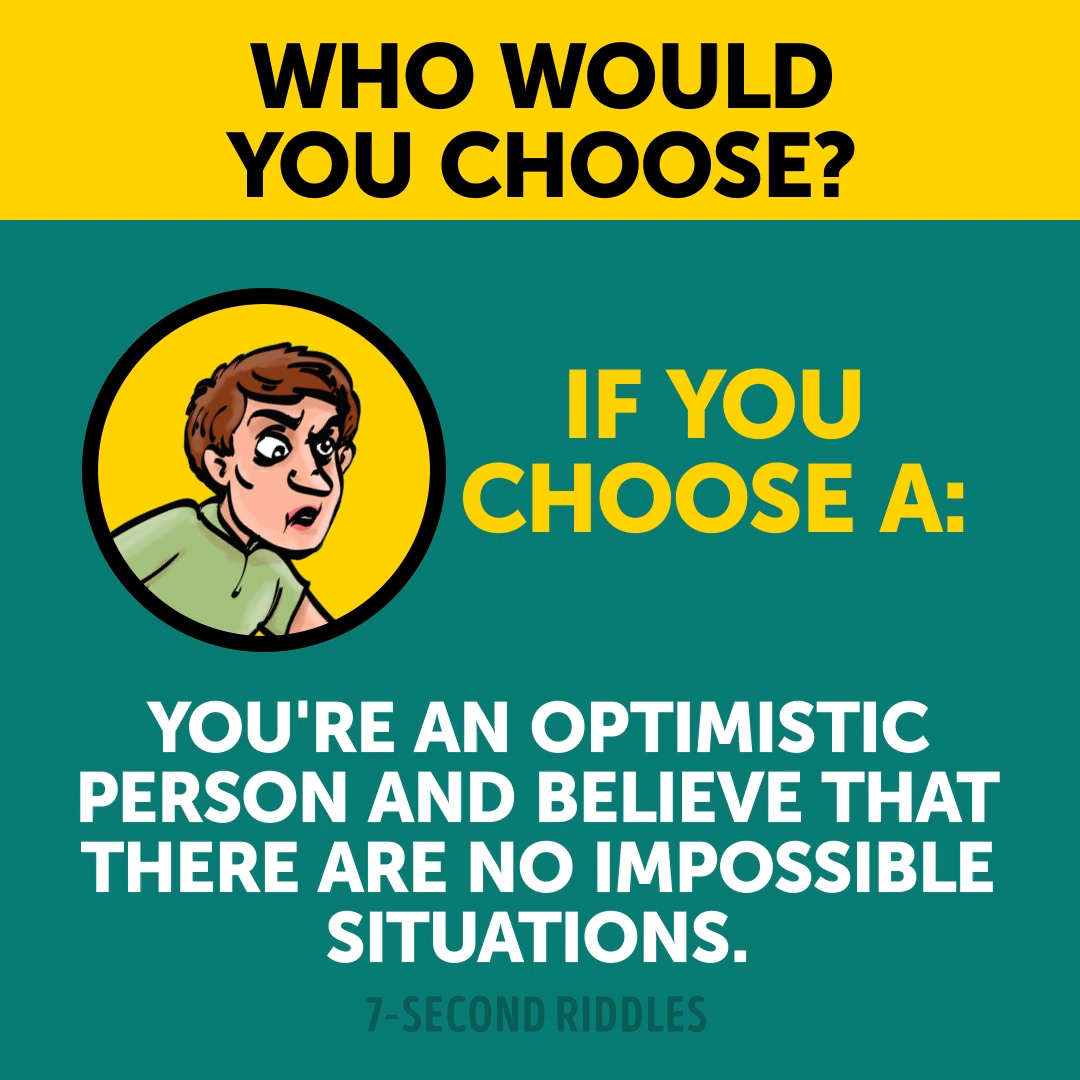 WHO WOULD
YOU CHOOSE?
IF YOU
CHOOSE A:
YOU'RE AN OPTIMISTIC
PERSON AND BELIEVE THAT
THERE ARE NO IMPOSSIBLE
SITUATIONS.
7-SECOND RIDDLES